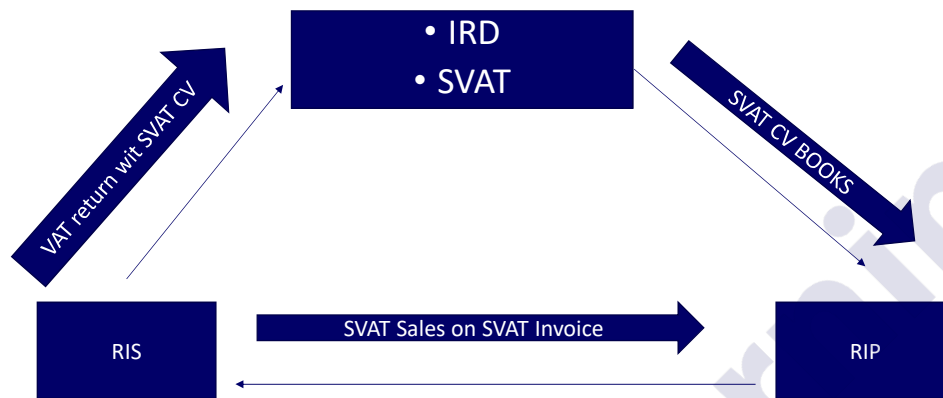 • IRD
• SVAT
VAT return wit SVAT CV
SVAT CV BOOKS
RIS
SVAT Sales on SVAT Invoice
RIP